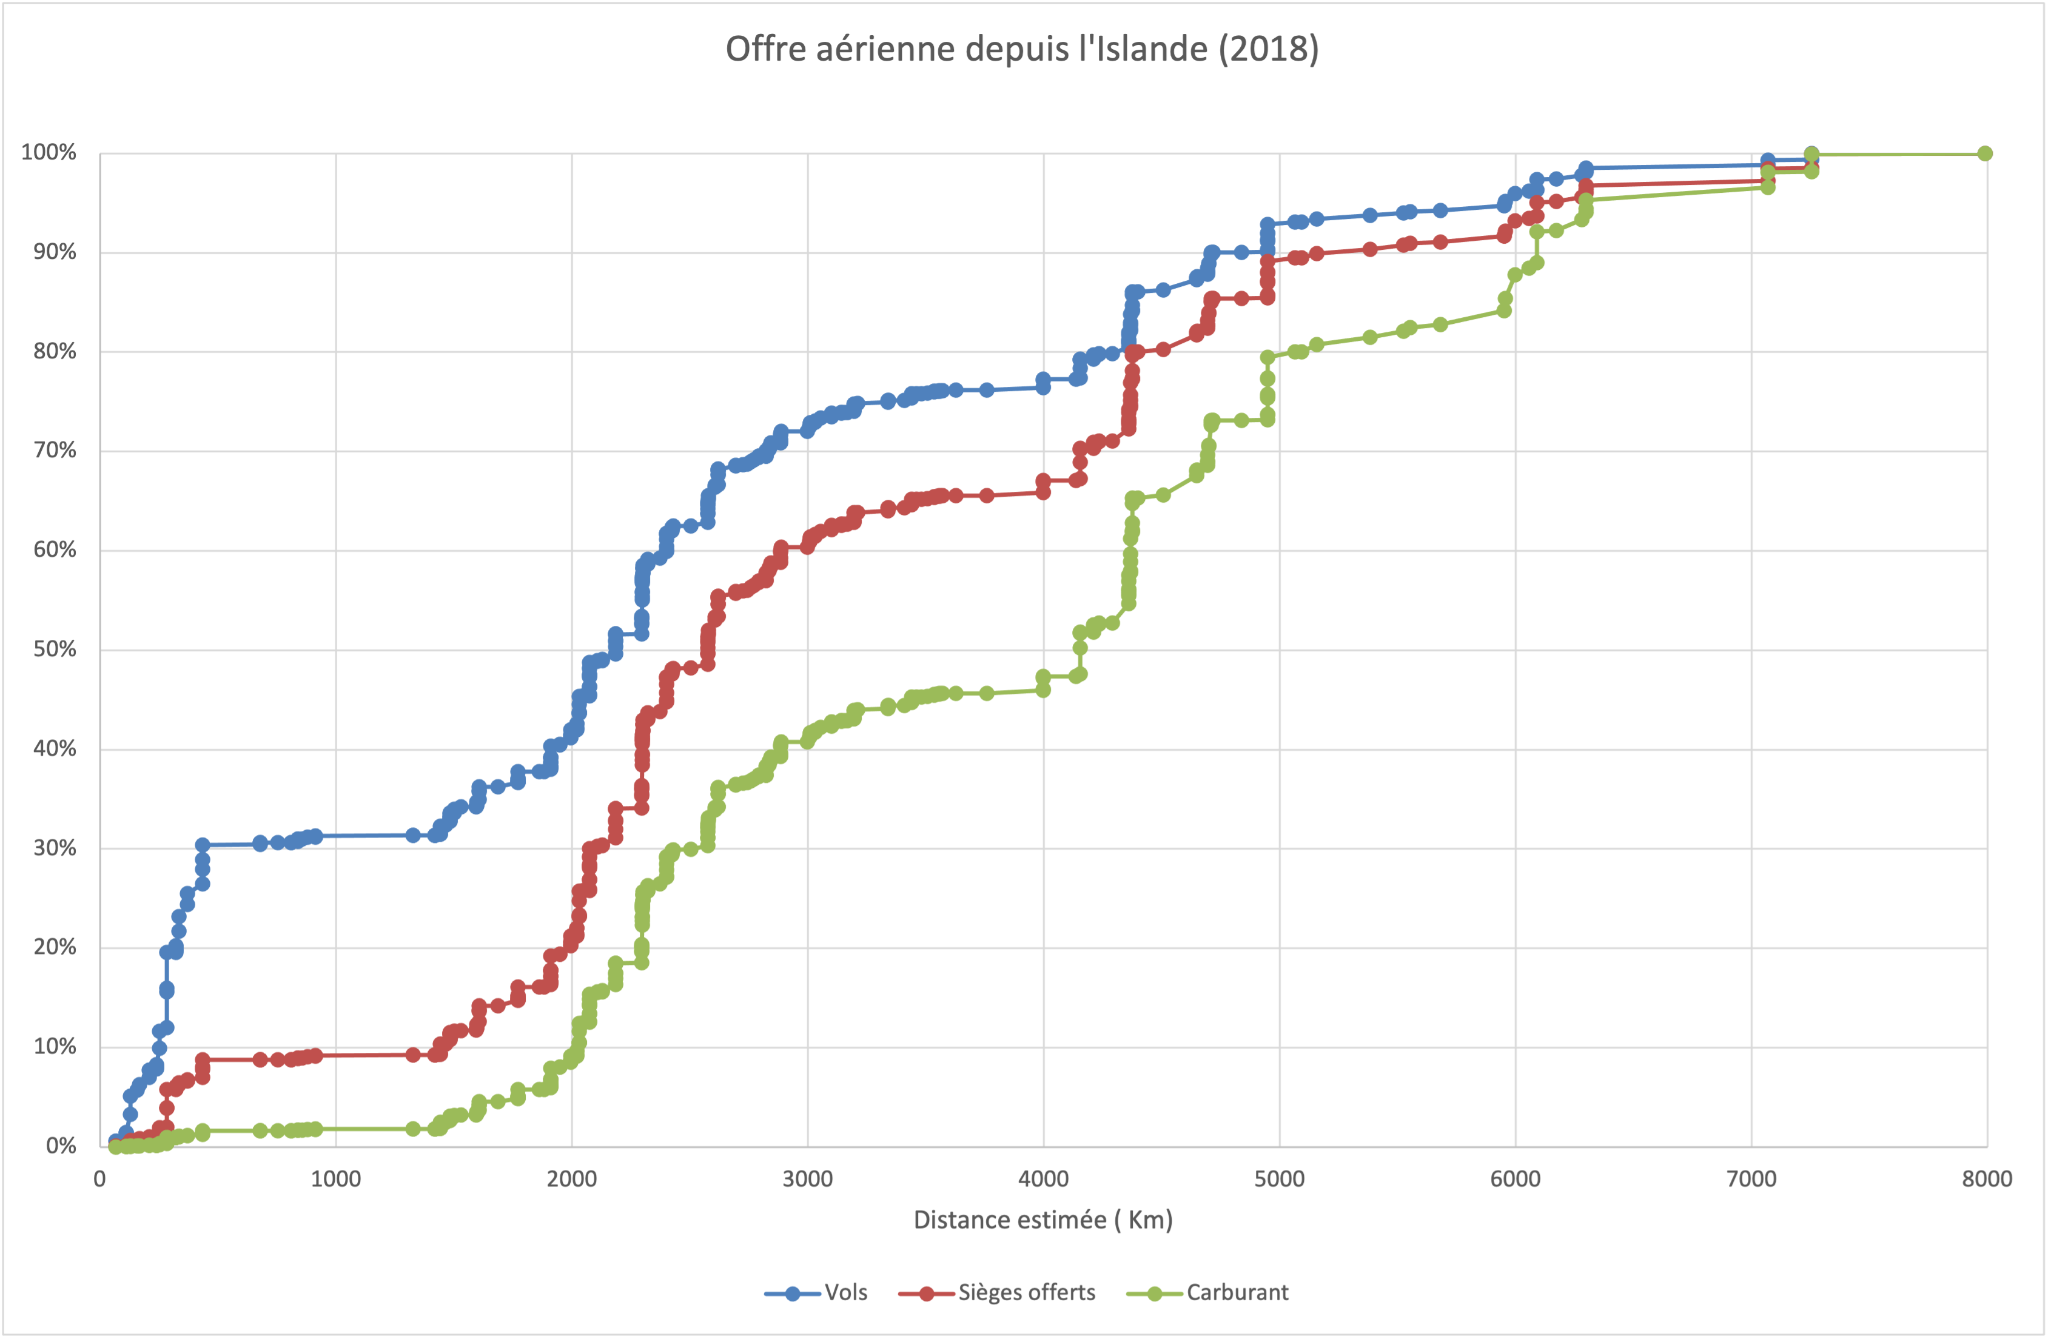 Offre aérienne depuis l'Islande (2018)
100%
90%
80%
70%
60%
50%
40%
30%
20%
10%
0%
0 1000 2000 3000 4000 5000 6000 7000 8000
Distance estimée ( Km)
Vols Sièges offerts Carburant